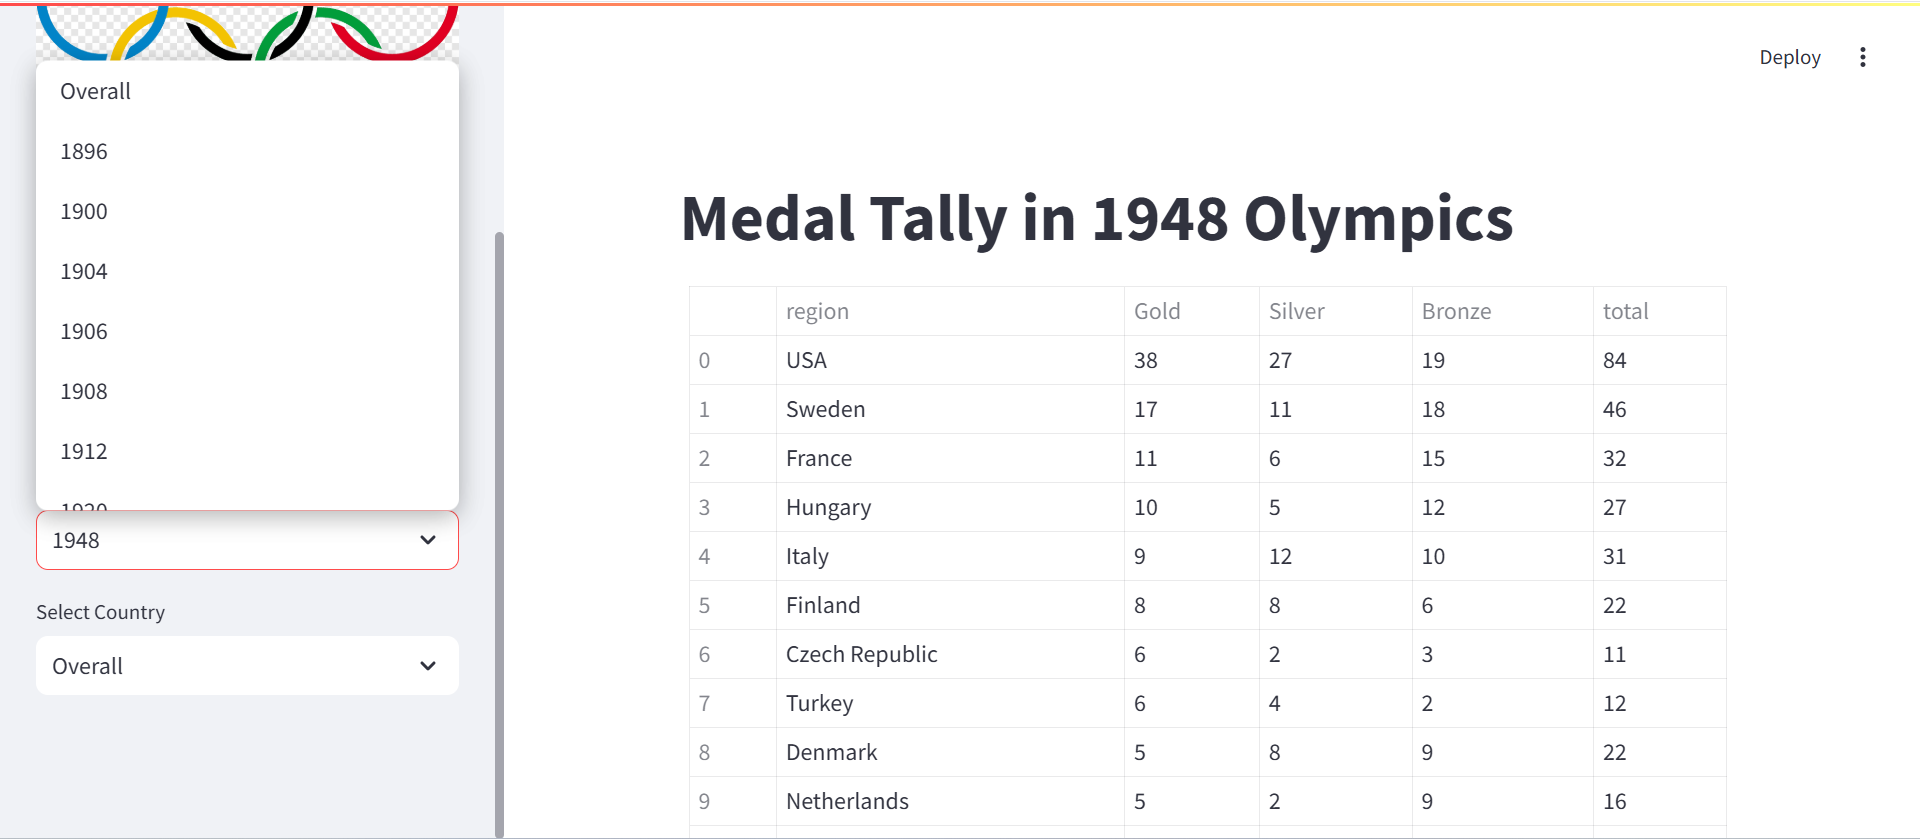 Deploy
Overall
1896
1900
1904
1906
1908
1912
1920
1948
Select Country
Overall
Medal Tally in 1948 Olympics
region Gold Silver Bronze total
0 USA 38 27 19 84
1 Sweden 17 11 18 46
2 France 11 6 15 32
3 Hungary 10 5 12 27
4 Italy 9 12 10 31
5 Finland 8 8 6 22
6 Czech Republic 6 2 3 11
7 Turkey 6 4 2 12
8 Denmark 5 8 9 22
9 Netherlands 5 2 9 16